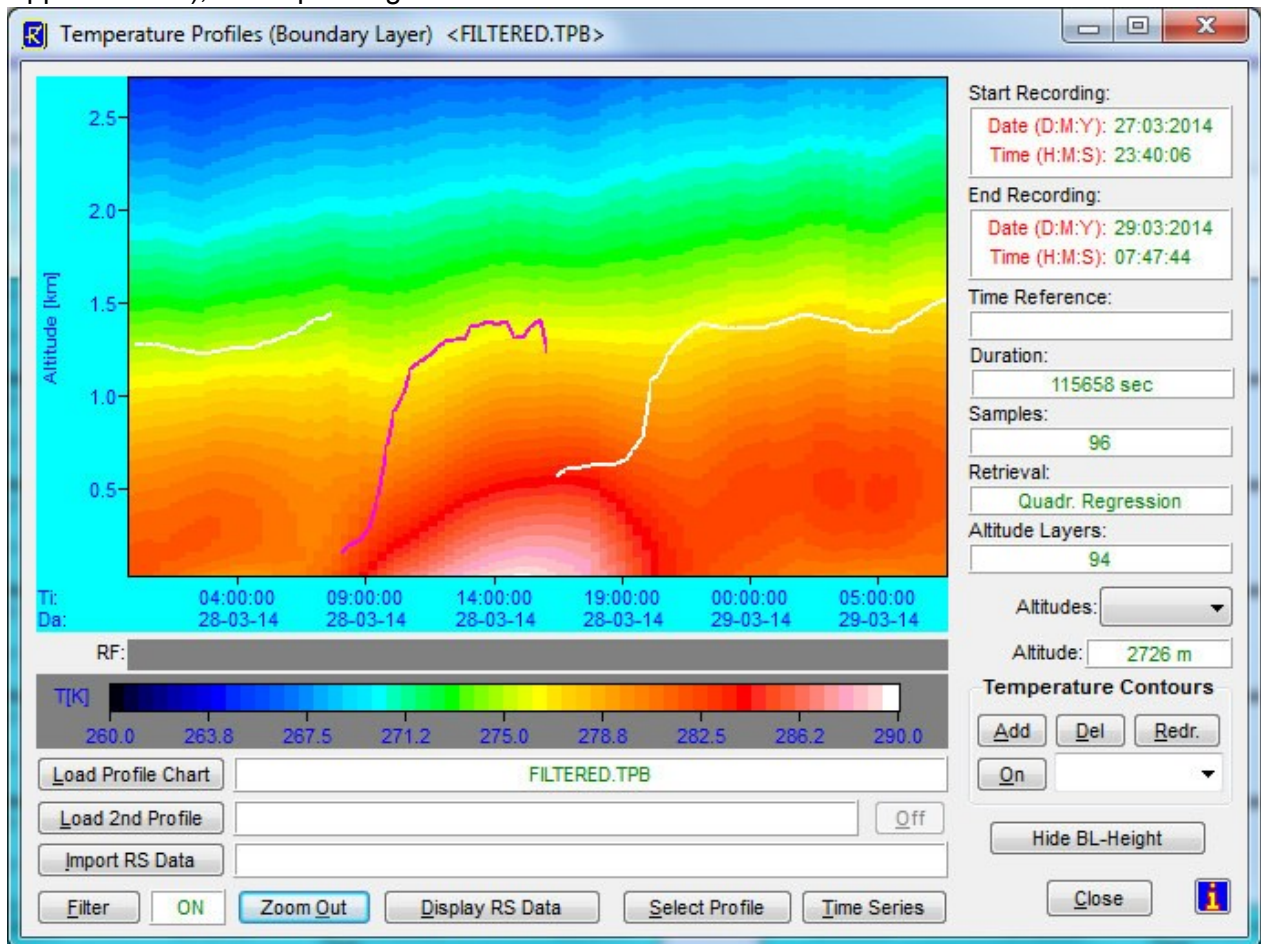 Temperature Profiles (Boundary Layer) <FILTERED.TPB>
X
2.5
2.0
1.5
1.0
0.5
Altitude [km]
Ti: 04:00:00 09:00:00 14:00:00 19:00:00 00:00:00 05:00:00
Da: 28-03-14 28-03-14 28-03-14 28-03-14 29-03-14 29-03-14
RF:
T[K]
260.0 263.8 267.5 271.2 275.0 278.8 282.5 286.2 290.0
Load Profile Chart FILTERED.TPB
Load 2nd Profile Off
Import RS Data
Filter ON Zoom Out Display RS Data Select Profile Time Series
Start Recording:
Date (D:M:Y): 27:03:2014
Time (H:M:S): 23:40:06
End Recording:
Date (D:M:Y): 29:03:2014
Time (H:M:S): 07:47:44
Time Reference:
Duration:
115658 sec
Samples:
96
Retrieval:
Quadr. Regression
Altitude Layers:
94
Altitudes:
Altitude: 2726 m
Temperature Contours
Add Del Redr.
On
Hide BL-Height
Close i